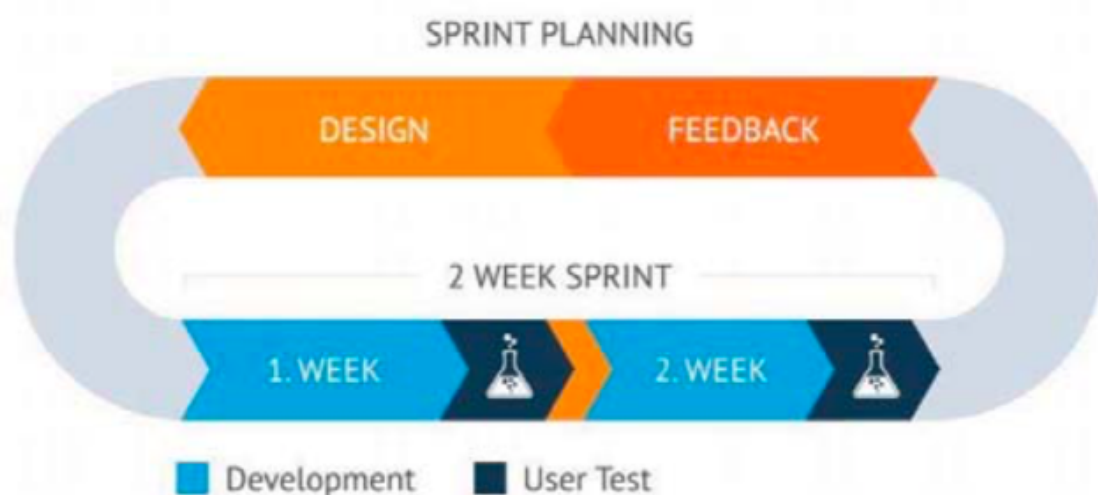 SPRINT PLANNING
DESIGN
FEEDBACK
2 WEEK SPRINT
1. WEEK
2. WEEK
Development
User Test